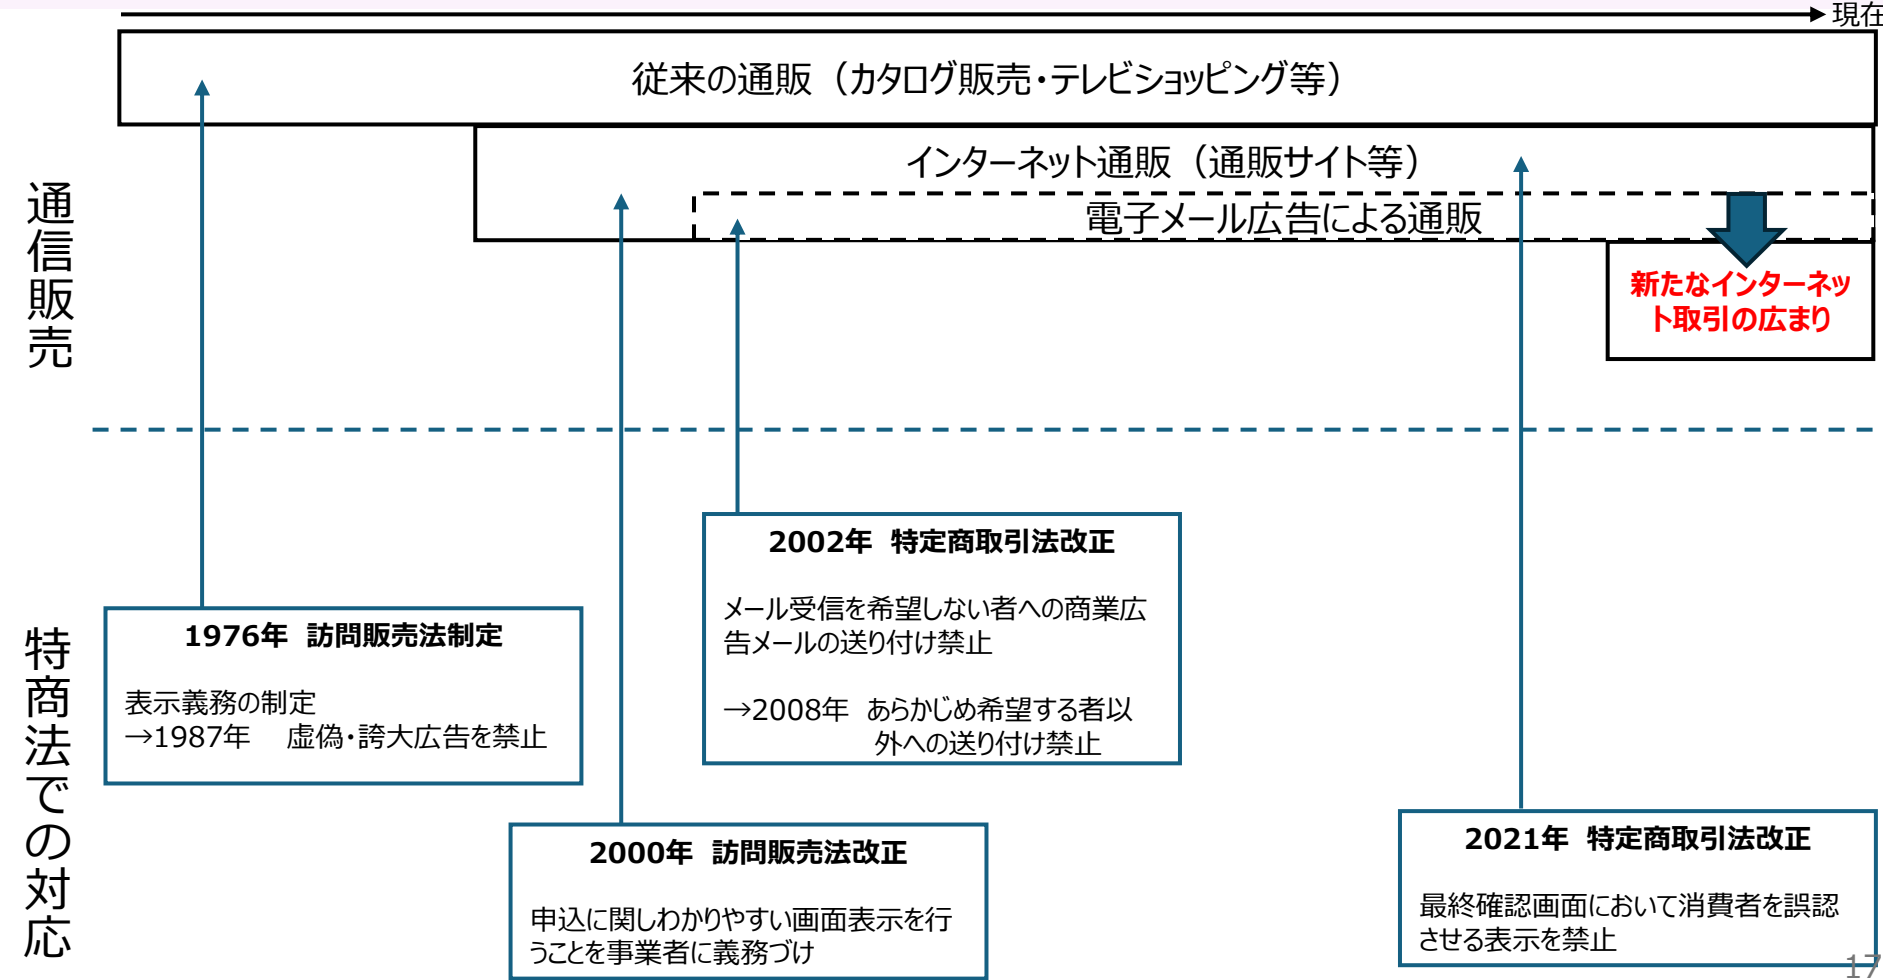 現在
従来の通販（カタログ販売・テレビショッピング等）
インターネット通販（通販サイト等）
電子メール広告による通販
新たなインターネッ
ト取引の広まり
通信販売
特商法での対応
1976年 訪問販売法制定
表示義務の制定
→1987年 虚偽・誇大広告を禁止
2000年 訪問販売法改正
申込に関しわかりやすい画面表示を行
うことを事業者に義務づけ
2002年 特定商取引法改正
メール受信を希望しない者への商業広
告メールの送り付け禁止
→2008年 あらかじめ希望する者以
外への送り付け禁止
2021年 特定商取引法改正
最終確認画面において消費者を誤認
させる表示を禁止
17